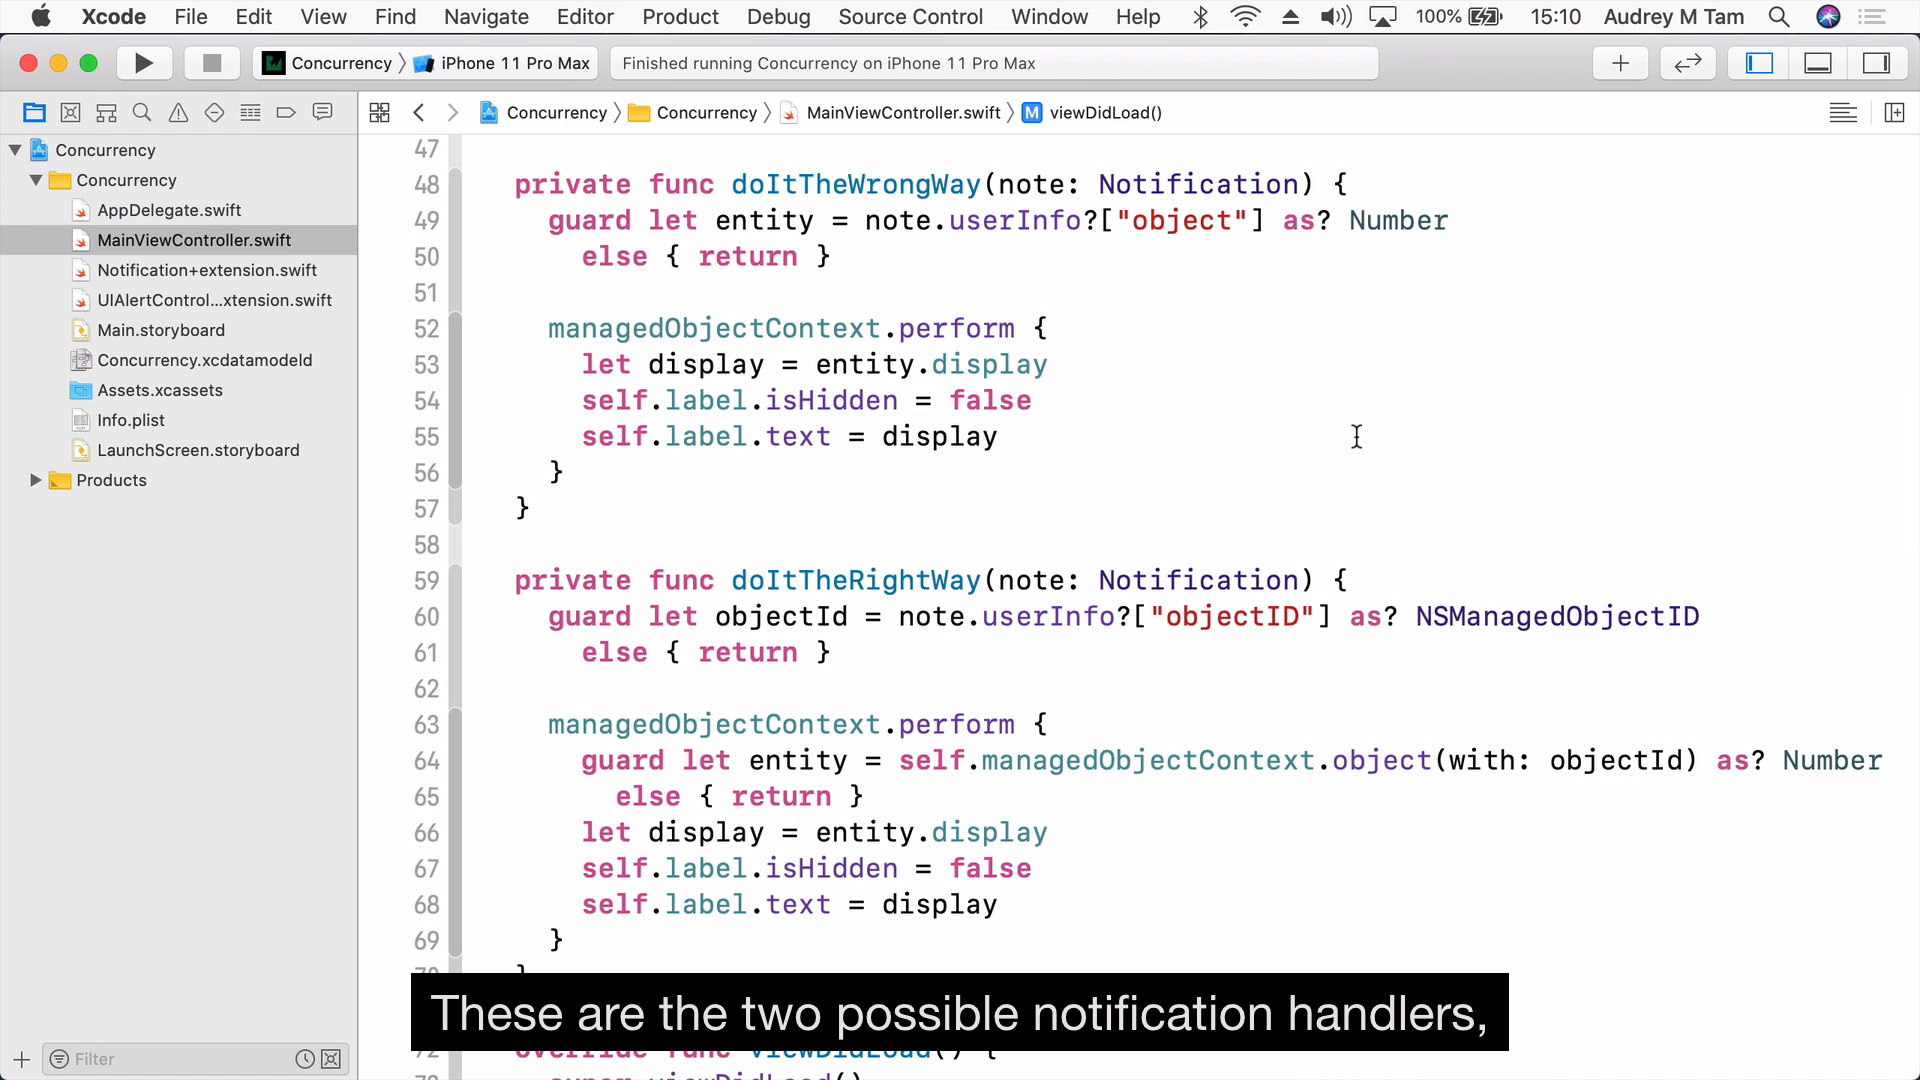 Xcode File Edit View Find Navigate Editor Product Debug Source Control Window Help 100% 15:10 Audrey M Tam
Concurrency iPhone 11 Pro Max Finished running Concurrency on iPhone 11 Pro Max
Concurrency Concurrency MainViewController.swift M viewDidLoad()
Concurrency
Concurrency
AppDelegate.swift
MainViewController.swift
Notification+extension.swift
UIAlertControl...xtension.swift
Main.storyboard
Concurrency.xcdatamodeld
Assets.xcassets
Info.plist
LaunchScreen.storyboard
Products
Filter
47
48 private func doItTheWrongWay(note: Notification) {
49 guard let entity = note.userInfo?["object"] as? Number
50 else { return }
51
52 managedObjectContext.perform {
53 let display = entity.display
54 self.label.isHidden = false
55 self.label.text = display
56 }
57 }
58
59 private func doItTheRightWay(note: Notification) {
60 guard let objectId = note.userInfo?["objectID"] as? NSManagedObjectID
61 else { return }
62
63 managedObjectContext.perform {
64 guard let entity = self.managedObjectContext.object(with: objectId) as? Number
65 else { return }
66 let display = entity.display
67 self.label.isHidden = false
68 self.label.text = display
69 }
These are the two possible notification handlers,
override func viewDidLoad() {
super.viewDidLoad()